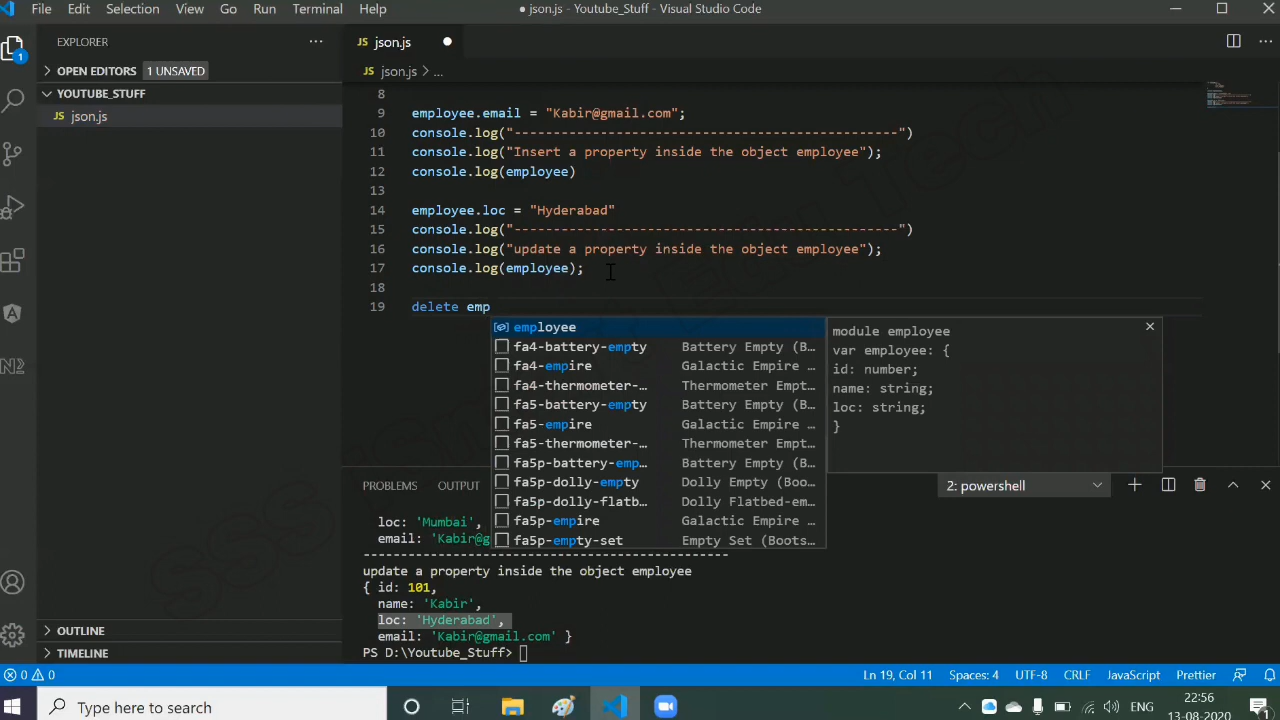 File Edit Selection View Go Run Terminal Help
● json.js - Youtube_Stuff - Visual Studio Code
EXPLORER
OPEN EDITORS 1 UNSAVED
YOUTUBE_STUFF
JS json.js
1
N2
JS json.js
JS json.js > ...
8
9 employee.email = "Kabir@gmail.com";
10 console.log("--------------------------------------------------")
11 console.log("Insert a property inside the object employee");
12 console.log(employee)
13
14 employee.loc = "Hyderabad"
15 console.log("--------------------------------------------------")
16 console.log("update a property inside the object employee");
17 console.log(employee);
18
19 delete emp
employee
fa4-battery-empty Battery Empty (B…
fa4-empire Galactic Empire …
fa4-thermometer-… Thermometer Empt…
fa5-battery-empty Battery Empty (B…
fa5-empire Galactic Empire …
fa5-thermometer-… Thermometer Empt…
fa5p-battery-emp… Battery Empty (B…
fa5p-dolly-empty Dolly Empty (Boo…
fa5p-dolly-flatb… Dolly Flatbed-em…
fa5p-empire Galactic Empire …
fa5p-empty-set Empty Set (Boots…
module employee
var employee: {
id: number;
name: string;
loc: string;
}
PROBLEMS OUTPUT
2: powershell
loc: 'Mumbai',
email: 'Kabir@g
--------------------------------------------------
update a property inside the object employee
{ id: 101,
name: 'Kabir',
loc: 'Hyderabad',
email: 'Kabir@gmail.com' }
PS D:\Youtube_Stuff>
OUTLINE
TIMELINE
0 0
Ln 19, Col 11 Spaces: 4 UTF-8 CRLF JavaScript Prettier
Type here to search
ENG
22:56
13-08-2020